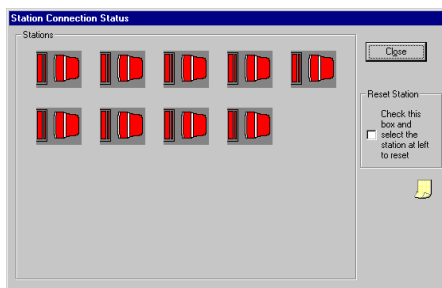 Station Connection Status
Stations
Close
Reset Station
Check this
box and
select the
station at left
to reset